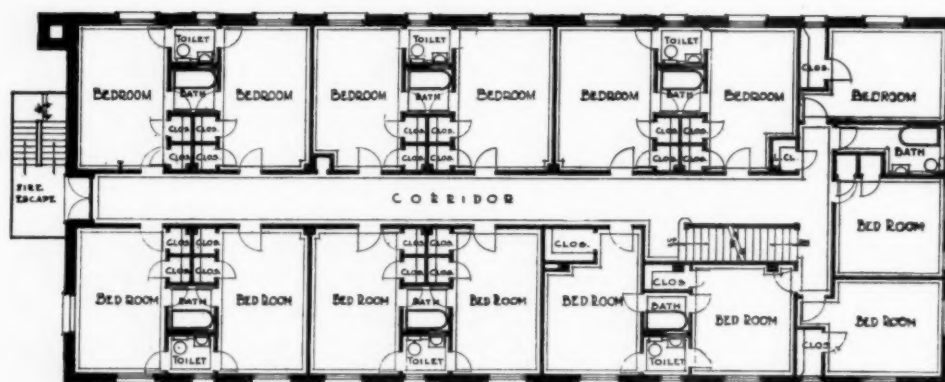 TOILET TOILET TOILET
CLOS.
BEDROOM BATH BEDROOM BEDROOM BATH BEDROOM BEDROOM BATH BEDROOM BEDROOM
CLOS. CLOS. CLOS. CLOS. CLOS. CLOS.
CLOS. CLOS. CLOS. CLOS. CLOS. CLOS. CL.
BATH
FIRE
ESCAPE
CORRIDOR
BED ROOM
CLOS. CLOS. CLOS. CLOS. CLOS. UP
CLOS. CLOS. CLOS. CLOS. CLOS.
BED ROOM BATH BED ROOM BED ROOM BATH BED ROOM BED ROOM BATH BED ROOM BED ROOM
TOILET TOILET TOILET CLOS.